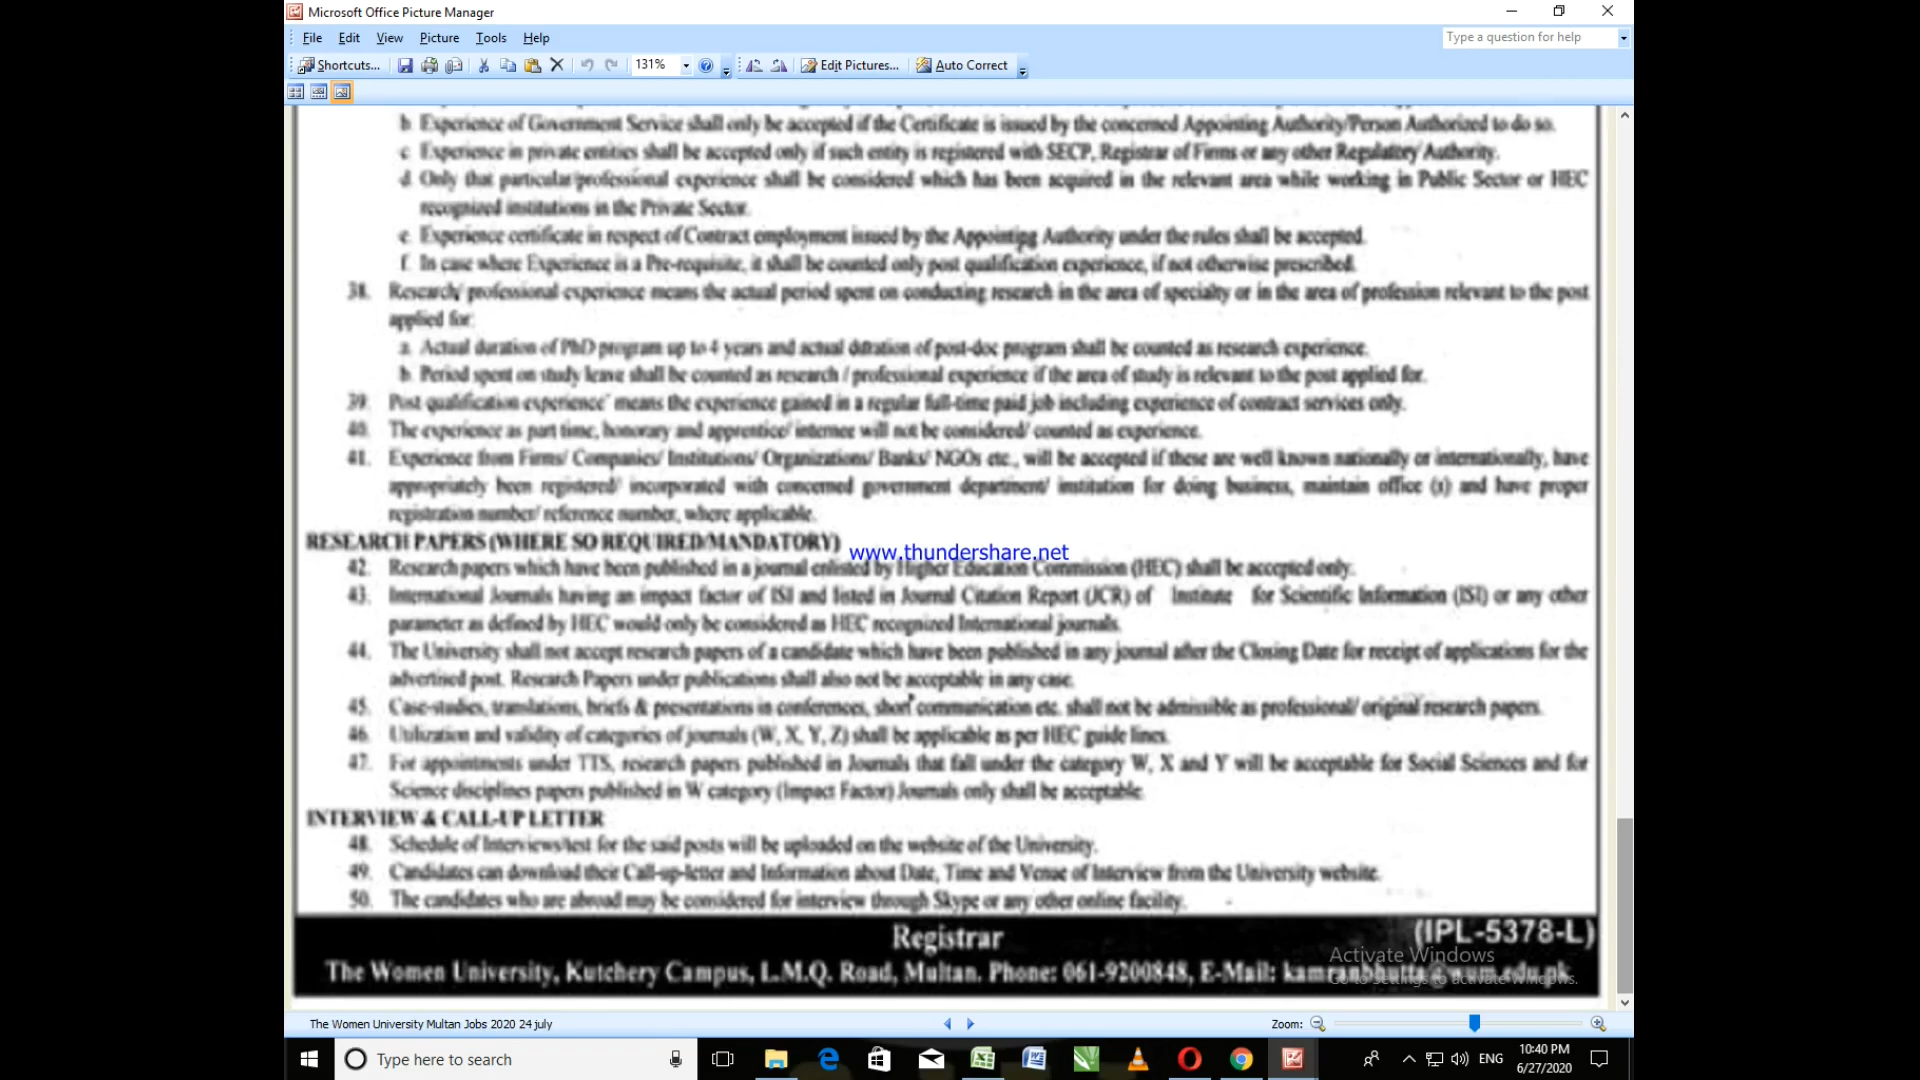 Microsoft Office Picture Manager
File Edit View Picture Tools Help
Type a question for help
Shortcuts... 131% Edit Pictures... Auto Correct
b. Experience of Government Service shall only be accepted if the Certificate is issued by the concerned Appointing Authority/Person Authorized to do so.
c. Experience in private entities shall be accepted only if such entity is registered with SECP, Registrar of Firms or any other Regulatory Authority.
d. Only that particular/professional experience shall be considered which has been acquired in the relevant area while working in Public Sector or HEC
recognized institutions in the Private Sector.
e. Experience certificate in respect of Contract employment issued by the Appointing Authority under the rules shall be accepted.
f. In case where Experience is a Pre-requisite, it shall be counted only post qualification experience, if not otherwise prescribed.
38. Research/ professional experience means the actual period spent on conducting research in the area of specialty or in the area of profession relevant to the post
applied for:
a. Actual duration of PhD program up to 4 years and actual duration of post-doc program shall be counted as research experience.
b. Period spent on study leave shall be counted as research / professional experience if the area of study is relevant to the post applied for.
39. Post qualification experience" means the experience gained in a regular full-time paid job including experience of contract services only.
40. The experience as part time, honorary and apprentice/ internee will not be considered/ counted as experience.
41. Experience from Firms/ Companies/ Institutions/ Organizations/ Banks/ NGOs etc., will be accepted if these are well known nationally or internationally, have
appropriately been registered/ incorporated with concerned government department/ institution for doing business, maintain office (s) and have proper
registration number/ reference number, where applicable.
RESEARCH PAPERS (WHERE SO REQUIRED/MANDATORY)
www.thundershare.net
42. Research papers which have been published in a journal enlisted by Higher Education Commission (HEC) shall be accepted only.
43. International Journals having an impact factor of ISI and listed in Journal Citation Report (JCR) of Institute for Scientific Information (ISI) or any other
parameter as defined by HEC would only be considered as HEC recognized International journals.
44. The University shall not accept research papers of a candidate which have been published in any journal after the Closing Date for receipt of applications for the
advertised post. Research Papers under publications shall also not be acceptable in any case.
45. Case-studies, translations, briefs & presentations in conferences, short communication etc. shall not be admissible as professional/ original research papers.
46. Utilization and validity of categories of journals (W, X, Y, Z) shall be applicable as per HEC guide lines.
47. For appointments under TTS, research papers published in Journals that fall under the category W, X and Y will be acceptable for Social Sciences and for
Science disciplines papers published in W category (Impact Factor) Journals only shall be acceptable.
INTERVIEW & CALL-UP LETTER
48. Schedule of Interviews/test for the said posts will be uploaded on the website of the University.
49. Candidates can download their Call-up-letter and Information about Date, Time and Venue of Interview from the University website.
50. The candidates who are abroad may be considered for interview through Skype or any other online facility.
Registrar (IPL-5378-L)
Activate Windows
The Women University, Kutchery Campus, L.M.Q. Road, Multan. Phone: 061-9200848, E-Mail: kamranbhutta@wum.edu.pk
Go to Settings to activate Windows.
The Women University Multan Jobs 2020 24 july Zoom:
Type here to search ENG 10:40 PM
6/27/2020